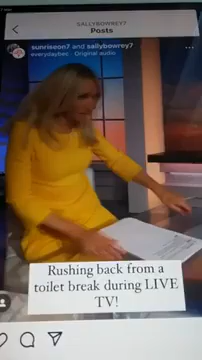 SALLYBOWREY7
Posts
sunriseon7 and sallybowrey7
everydaybec • Original audio
Rushing back from a
toilet break during LIVE
TV!